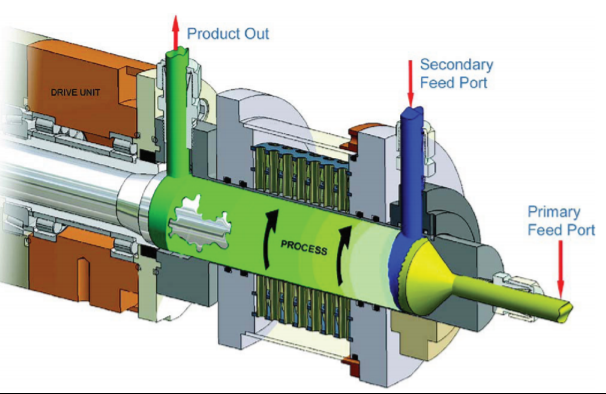 Product Out
Secondary
Feed Port
DRIVE UNIT
Primary
Feed Port
PROCESS